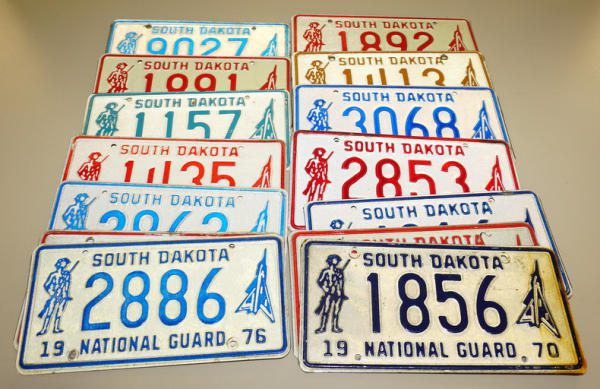 SOUTH DAKOTA
9027
SOUTH DAKOTA
1991
SOUTH DAKOTA
1157
SOUTH DAKOTA
1435
SOUTH DAKOTA
2962
SOUTH DAKOTA
2886
19 NATIONAL GUARD 76
SOUTH DAKOTA
1892
1413
SOUTH DAKOTA
3068
SOUTH DAKOTA
2853
SOUTH DAKOTA
SOUTH DAKOTA
SOUTH DAKOTA
1856
19 NATIONAL GUARD 70